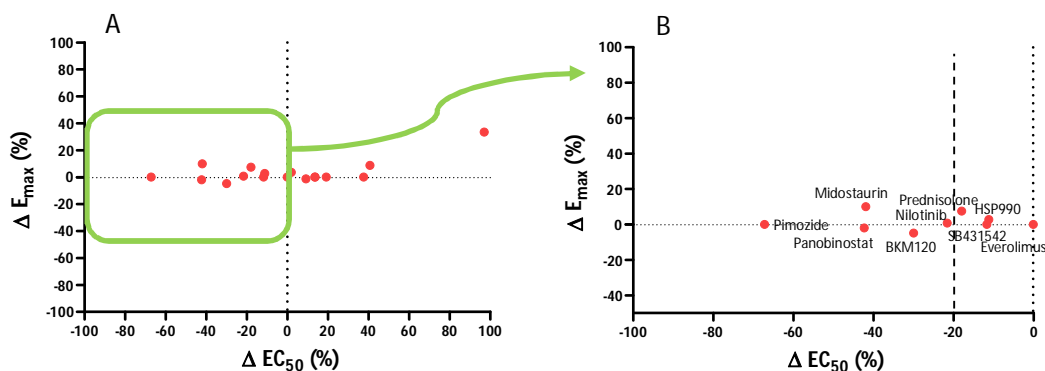 A
100
80
60
40
20
0
-20
-40
-60
-80
-100
Δ Emax (%)
-100 -80 -60 -40 -20 0 20 40 60 80 100
Δ EC50 (%)
B
100
80
60
40
20
0
-20
-40
Δ Emax (%)
Midostaurin
Prednisolone
HSP990
Nilotinib
Pimozide
Panobinostat
SB431542
BKM120
Everolimus
-100 -80 -60 -40 -20 0
Δ EC50 (%)